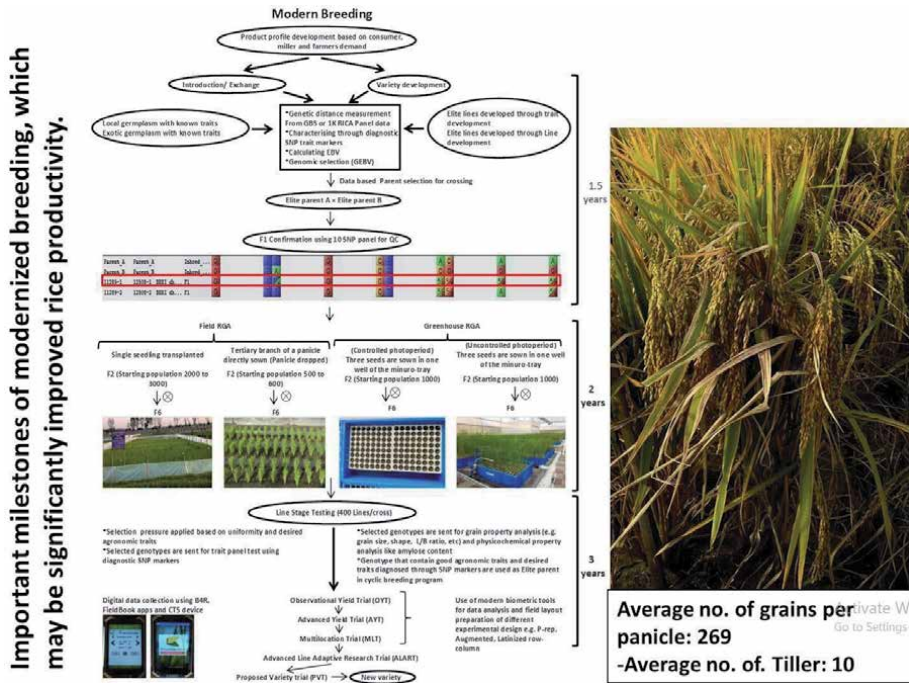 Important milestones of modernized breeding, which
may be significantly improved rice productivity.
Modern Breeding
Product profile development based on consumer,
miller and farmers demand
Introduction/ Exchange
Variety development
Local germplasm with known traits
Exotic germplasm with known traits
*Genetic distance measurement
From GBS or 1K RICA Panel data
*Characterising through diagnostic
SNP trait markers
*Calculating EBV
*Genomic selection (GEBV)
Elite lines developed through trait
development
Elite lines developed through Line
development
Data based Parent selection for crossing
Elite parent A × Elite parent B
F1 Confirmation using 10 SNP panel for QC
Parent_A Parent_A Inbred_..
Parent_B Parent_B Inbred_..
F1
F1
1.5
years
Field RGA
Greenhouse RGA
Single seedling transplanted
F2 (Starting population 2000 to
3000)
F6
Tertiary branch of a panicle
directly sown (Panicle dropped)
F2 (Starting population 500 to
600)
F6
(Controlled photoperiod)
Three seeds are sown in one
well of the minuro-tray
F2 (Starting population 1000)
F6
(Uncontrolled photoperiod)
Three seeds are sown in one
well of the minuro-tray
F2 (Starting population 1000)
F6
2
years
Line Stage Testing (400 Lines/cross)
*Selection pressure applied based on uniformity and desired
agronomic traits
*Selected genotypes are sent for trait panel test using
diagnostic SNP markers
*Selected genotypes are sent for grain property analysis (e.g.
grain size, shape, L/B ratio, etc) and physicochemical property
analysis like amylose content
*Genotype that contain good agronomic traits and desired
traits diagnosed through SNP markers are used as Elite parent
in cyclic breeding program
3
years
Digital data collection using B4R,
FieldBook apps and CTS device
Observational Yield Trial (OYT)
Advanced Yield Trial (AYT)
Multilocation Trial (MLT)
Advanced Line Adaptive Research Trial (ALART)
Proposed Variety trial (PVT)
New variety
Use of modern biometric tools
for data analysis and field layout
preparation of different
experimental design e.g. P-rep,
Augmented, Latinized row-
column
Average no. of grains per
panicle: 269
-Average no. of. Tiller: 10
Activate W
Go to Settings